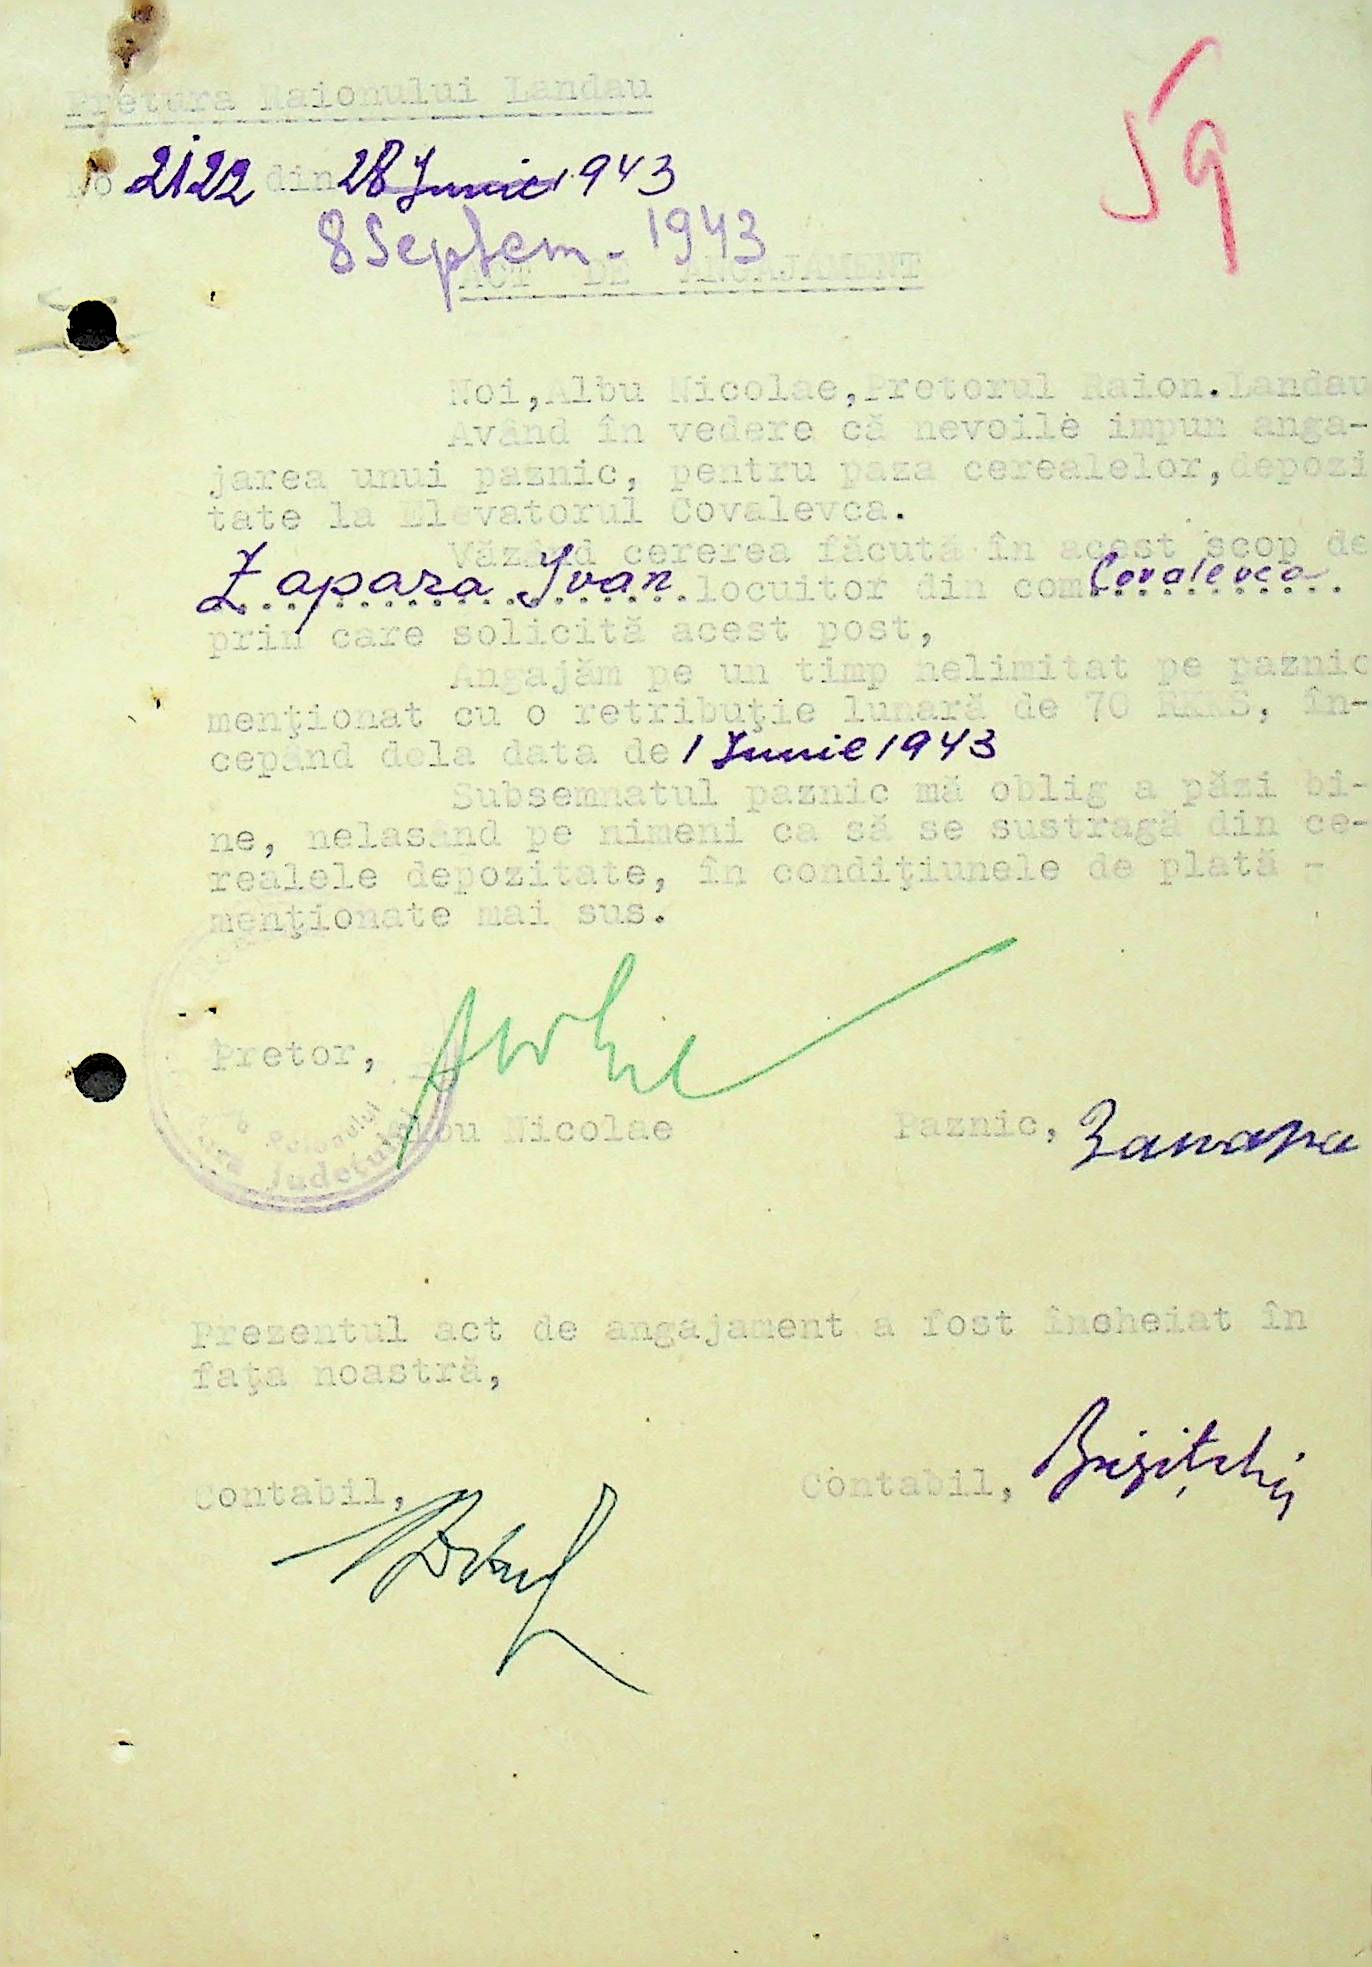 Pretura Raionului Landau
59
No 2122 din 28 Iunie 1943
8 Septem - 1943
ACT DE ANGAJAMENT
Noi, Albu Nicolae, Pretorul Raion. Landau
Având în vedere că nevoile impun anga-
jarea unui paznic, pentru paza cerealelor, depozi
tate la Elevatorul Covalevca.
Văzând cererea făcută în acest scop de
Zapara Ivan locuitor din com. Covalevca
prin care solicită acest post,
Angajăm pe un timp nelimitat pe paznic
menţionat cu o retribuţie lunară de 70 RKKS, în-
cepând dela data de 1 Iunie 1943
Subsemnatul paznic mă oblig a păzi bi-
ne, nelasând pe nimeni ca să se sustragă din ce-
realele depozitate, în condiţiunele de plată -
menţionate mai sus.
Pretor,
Albu Nicolae
Paznic, Запара
Judetului
Prezentul act de angajament a fost încheiat în
faţa noastră,
Contabil,
Contabil,